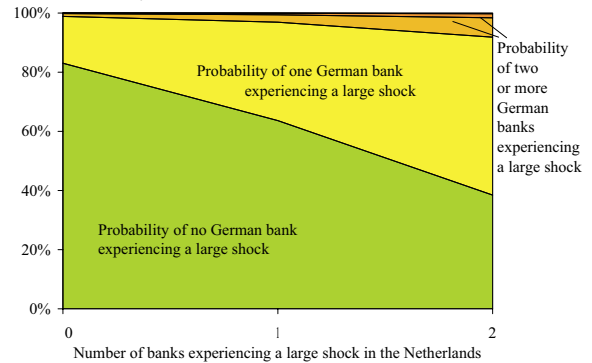 100%
Probability of one German bank
experiencing a large shock
Probability
of two
or more
German
banks
experiencing
a large shock
80%
60%
40%
Probability of no German bank
experiencing a large shock
20%
0%
0 1 2
Number of banks experiencing a large shock in the Netherlands